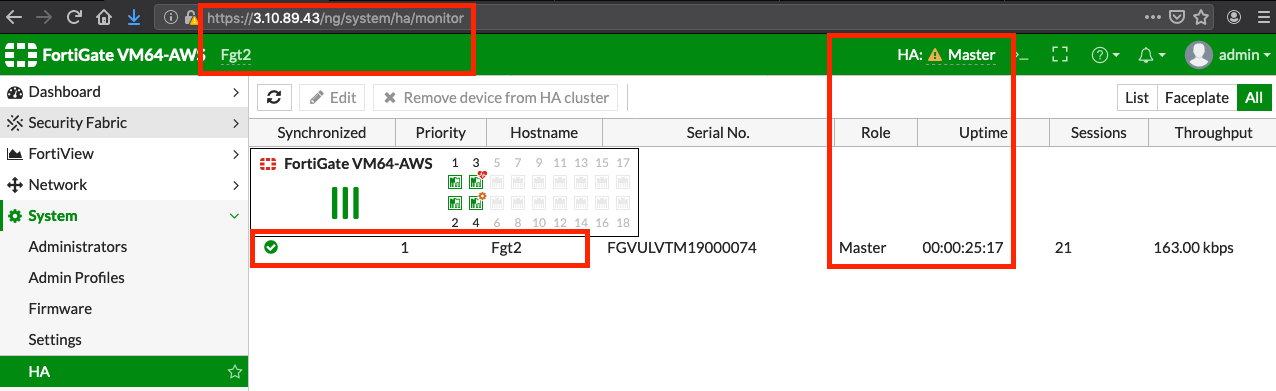 https://3.10.89.43/ng/system/ha/monitor
FortiGate VM64-AWS Fgt2 HA: Master >_ admin
Dashboard
Security Fabric
FortiView
Network
System
Administrators
Admin Profiles
Firmware
Settings
HA
Edit Remove device from HA cluster List Faceplate All
Synchronized Priority Hostname Serial No. Role Uptime Sessions Throughput
FortiGate VM64-AWS 1 3 5 7 9 11 13 15 17
2 4 6 8 10 12 14 16 18
1 Fgt2 FGVULVTM19000074 Master 00:00:25:17 21 163.00 kbps